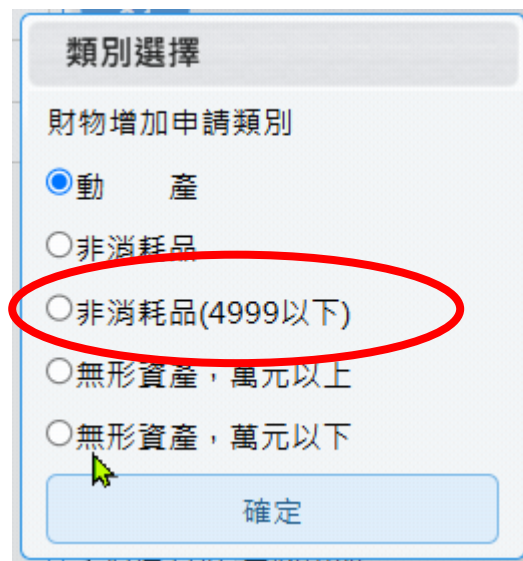 類別選擇
財物增加申請類別
動　　產
非消耗品
非消耗品(4999以下)
無形資產，萬元以上
無形資產，萬元以下
確定